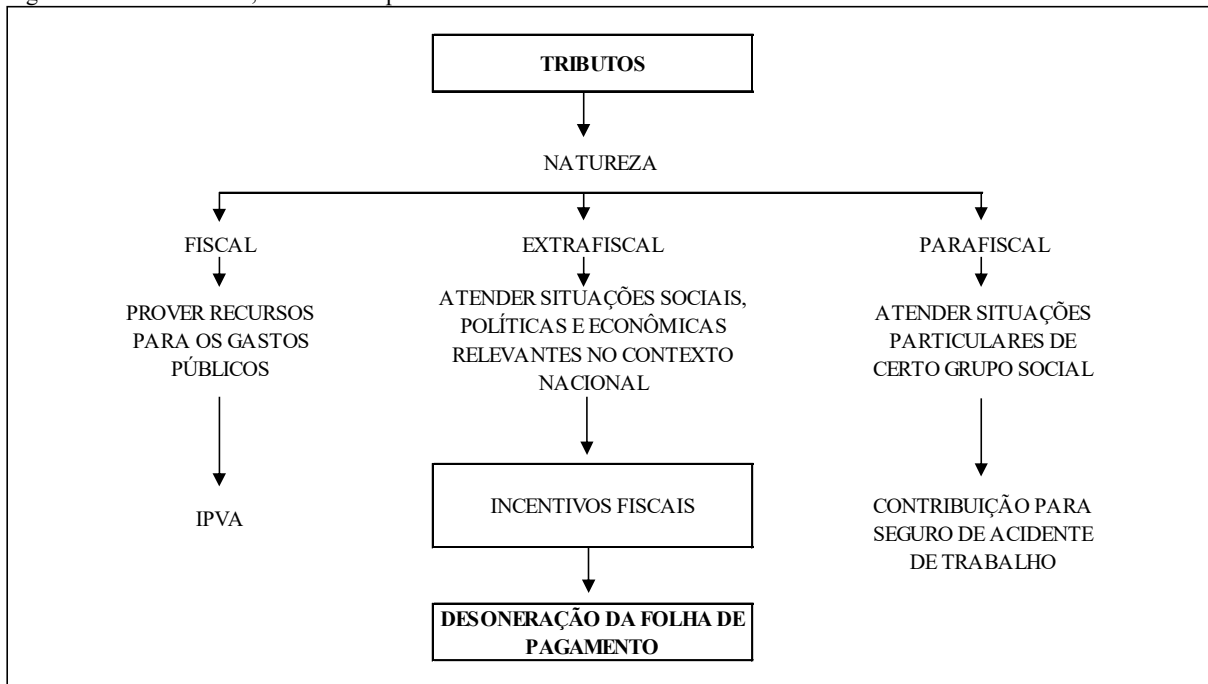 TRIBUTOS
NATUREZA
FISCAL
EXTRAFISCAL
PARAFISCAL
PROVER RECURSOS
PARA OS GASTOS
PÚBLICOS
ATENDER SITUAÇÕES SOCIAIS,
POLÍTICAS E ECONÔMICAS
RELEVANTES NO CONTEXTO
NACIONAL
ATENDER SITUAÇÕES
PARTICULARES DE
CERTO GRUPO SOCIAL
IPVA
INCENTIVOS FISCAIS
CONTRIBUIÇÃO PARA
SEGURO DE ACIDENTE
DE TRABALHO
DESONERAÇÃO DA FOLHA DE
PAGAMENTO